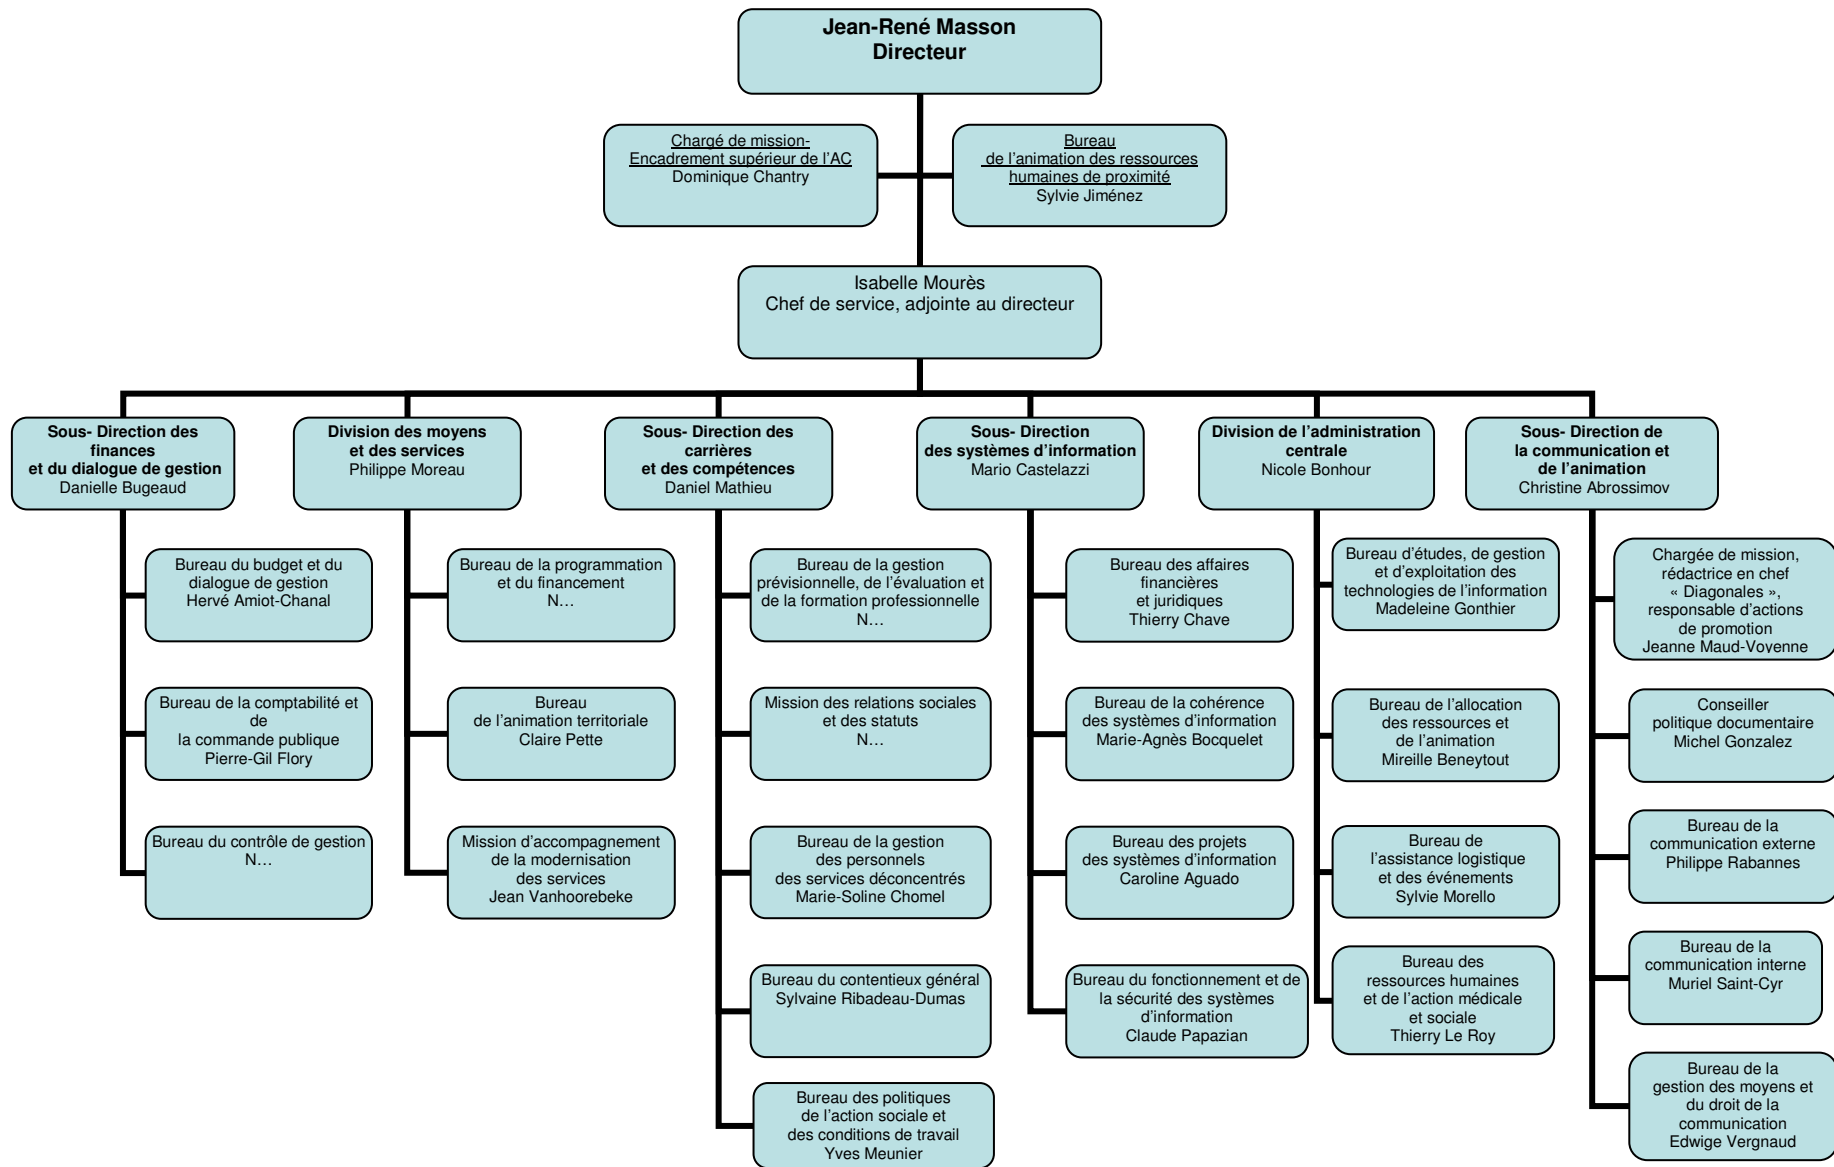 Jean-René Masson
Directeur
Chargé de mission-
Encadrement supérieur de l'AC
Dominique Chantry
Bureau
de l'animation des ressources
humaines de proximité
Sylvie Jiménez
Isabelle Mourès
Chef de service, adjointe au directeur
Sous- Direction des
finances
et du dialogue de gestion
Danielle Bugeaud
Division des moyens
et des services
Philippe Moreau
Sous- Direction des
carrières
et des compétences
Daniel Mathieu
Sous- Direction
des systèmes d'information
Mario Castelazzi
Division de l'administration
centrale
Nicole Bonhour
Sous- Direction de
la communication et
de l'animation
Christine Abrossimov
Bureau du budget et du
dialogue de gestion
Hervé Amiot-Chanal
Bureau de la comptabilité et
de
la commande publique
Pierre-Gil Flory
Bureau du contrôle de gestion
N…
Bureau de la programmation
et du financement
N…
Bureau
de l'animation territoriale
Claire Pette
Mission d'accompagnement
de la modernisation
des services
Jean Vanhoorebeke
Bureau de la gestion
prévisionnelle, de l'évaluation et
de la formation professionnelle
N…
Mission des relations sociales
et des statuts
N…
Bureau de la gestion
des personnels
des services déconcentrés
Marie-Soline Chomel
Bureau du contentieux général
Sylvaine Ribadeau-Dumas
Bureau des politiques
de l'action sociale et
des conditions de travail
Yves Meunier
Bureau des affaires
financières
et juridiques
Thierry Chave
Bureau de la cohérence
des systèmes d'information
Marie-Agnès Bocquelet
Bureau des projets
des systèmes d'information
Caroline Aguado
Bureau du fonctionnement et de
la sécurité des systèmes
d'information
Claude Papazian
Bureau d'études, de gestion
et d'exploitation des
technologies de l'information
Madeleine Gonthier
Bureau de l'allocation
des ressources et
de l'animation
Mireille Beneytout
Bureau de
l'assistance logistique
et des événements
Sylvie Morello
Bureau des
ressources humaines
et de l'action médicale
et sociale
Thierry Le Roy
Chargée de mission,
rédactrice en chef
« Diagonales »,
responsable d'actions
de promotion
Jeanne Maud-Voyenne
Conseiller
politique documentaire
Michel Gonzalez
Bureau de la
communication externe
Philippe Rabannes
Bureau de la
communication interne
Muriel Saint-Cyr
Bureau de la
gestion des moyens et
du droit de la
communication
Edwige Vergnaud